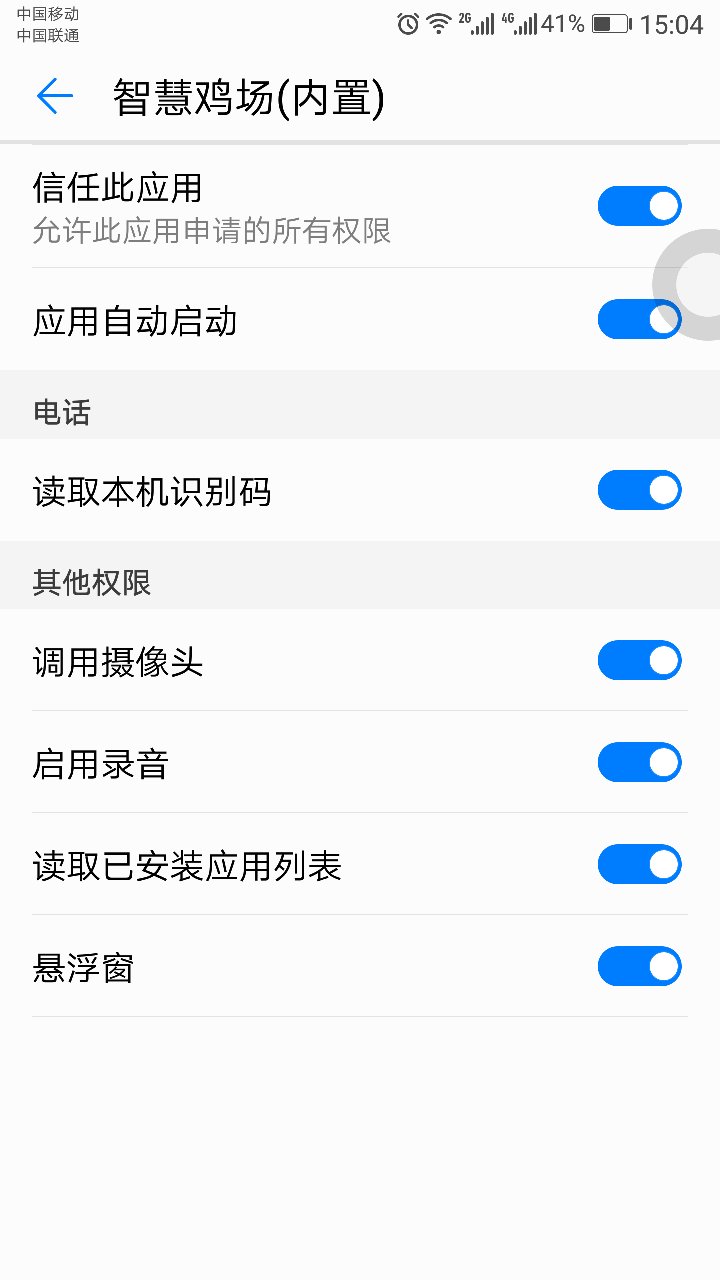 中国移动
中国联通
2G 4G 41% 15:04
智慧鸡场(内置)
信任此应用
允许此应用申请的所有权限
应用自动启动
电话
读取本机识别码
其他权限
调用摄像头
启用录音
读取已安装应用列表
悬浮窗